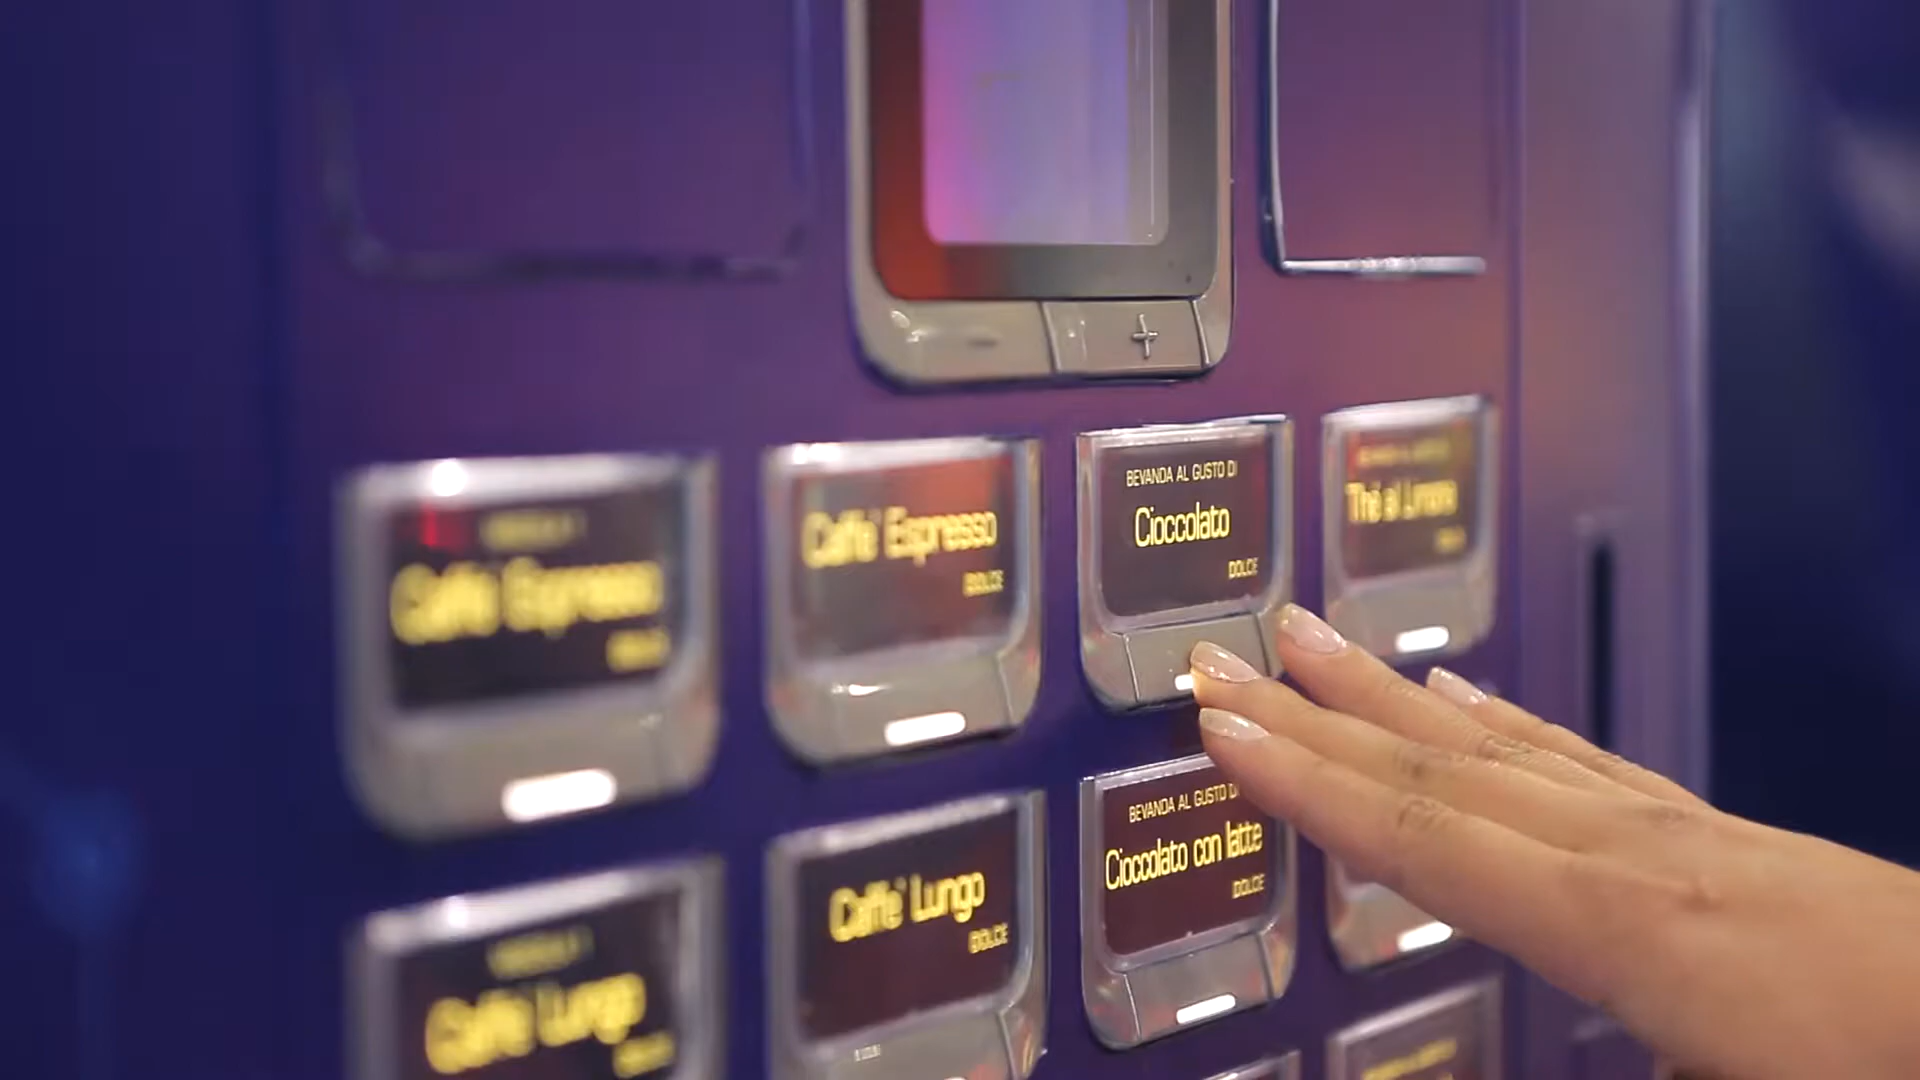 Caffe' Espresso
Caffe' Espresso
DOLCE
BEVANDA AL GUSTO DI
Cioccolato
DOLCE
Thé al Limone
Caffe' Lungo
Caffe' Lungo
DOLCE
BEVANDA AL GUSTO DI
Cioccolato con latte
DOLCE